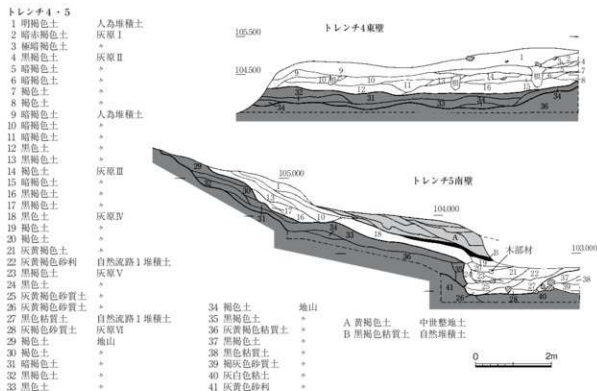 トレンチ4・5
1 明褐色土 人為堆積土
2 暗赤褐色土 灰原Ⅰ
3 極暗褐色土 〃
4 黒褐色土 灰原Ⅱ
5 暗褐色土 〃
6 暗褐色土 〃
7 褐色土 〃
8 褐色土 〃
9 暗褐色土 人為堆積土
10 暗褐色土 〃
11 暗褐色土 〃
12 黒色土 〃
13 黒褐色土 〃
14 褐色土 灰原Ⅲ
15 暗褐色土 〃
16 黒褐色土 〃
17 黒褐色土 〃
18 黒色土 灰原Ⅳ
19 褐色土 〃
20 褐色土 〃
21 灰黄褐色土 〃
22 灰黄褐色砂利 自然流路Ⅰ堆積土
23 黒褐色土 灰原Ⅴ
24 黒色土 〃
25 灰黄褐色砂質土 〃
26 灰黄褐色砂質土 〃
27 黒色粘質土 自然流路Ⅰ堆積土
28 灰褐色砂質土 灰原Ⅵ
29 褐色土 地山
30 褐色土 〃
31 暗褐色土 〃
32 黒褐色土 〃
33 黒色土 〃
34 褐色土 地山
35 黒褐色土 〃
36 灰黄褐色粘質土 〃
37 黒褐色土 〃
38 黒色粘質土 〃
39 褐灰色砂質土 〃
40 灰白色粘土 〃
41 灰黄色砂利 〃
トレンチ4東壁
105.500
104.500
トレンチ5南壁
105.000
104.000
103.000
木部材
A 黄褐色土 中世整地土
B 黒色粘質土 自然堆積土
0 2m